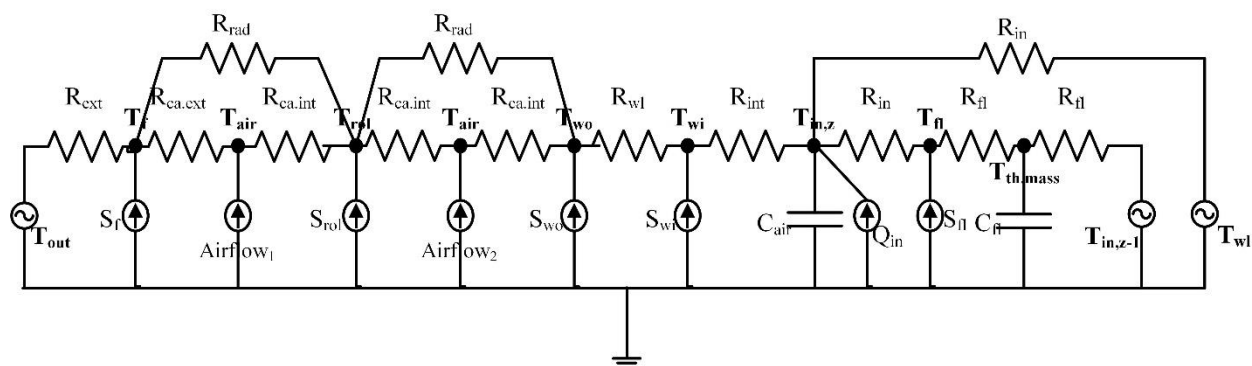 R_rad R_rad R_in
R_ext R_ca.ext R_ca.int R_ca.int R_ca.int R_wl R_int R_in R_fl R_fl
T_f T_air T_rol T_air T_wo T_wi T_in,z T_fl
T_th.mass
S_f S_rol S_wo S_wi C_air Q_in S_fl C_fl
T_out Airflow_1 Airflow_2 T_in,z-1 T_wl